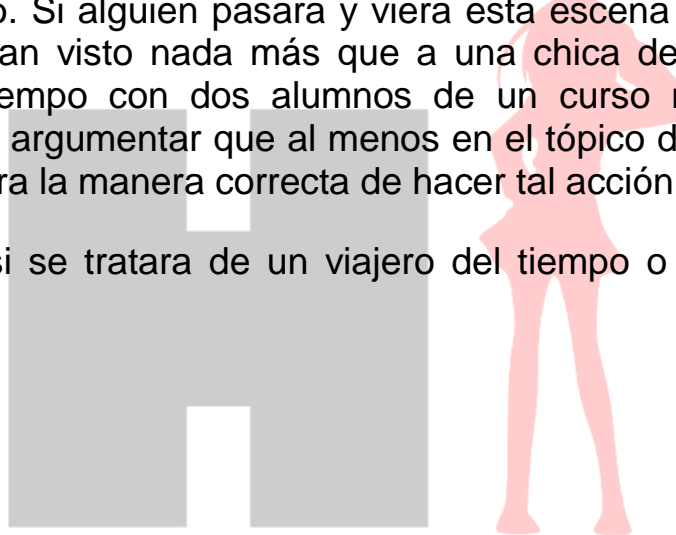 o. Si alguien pasara y viera esta escena
an visto nada más que a una chica de
empo con dos alumnos de un curso
argumentar que al menos en el tópico d
ra la manera correcta de hacer tal acción
si se tratara de un viajero del tiempo o
H